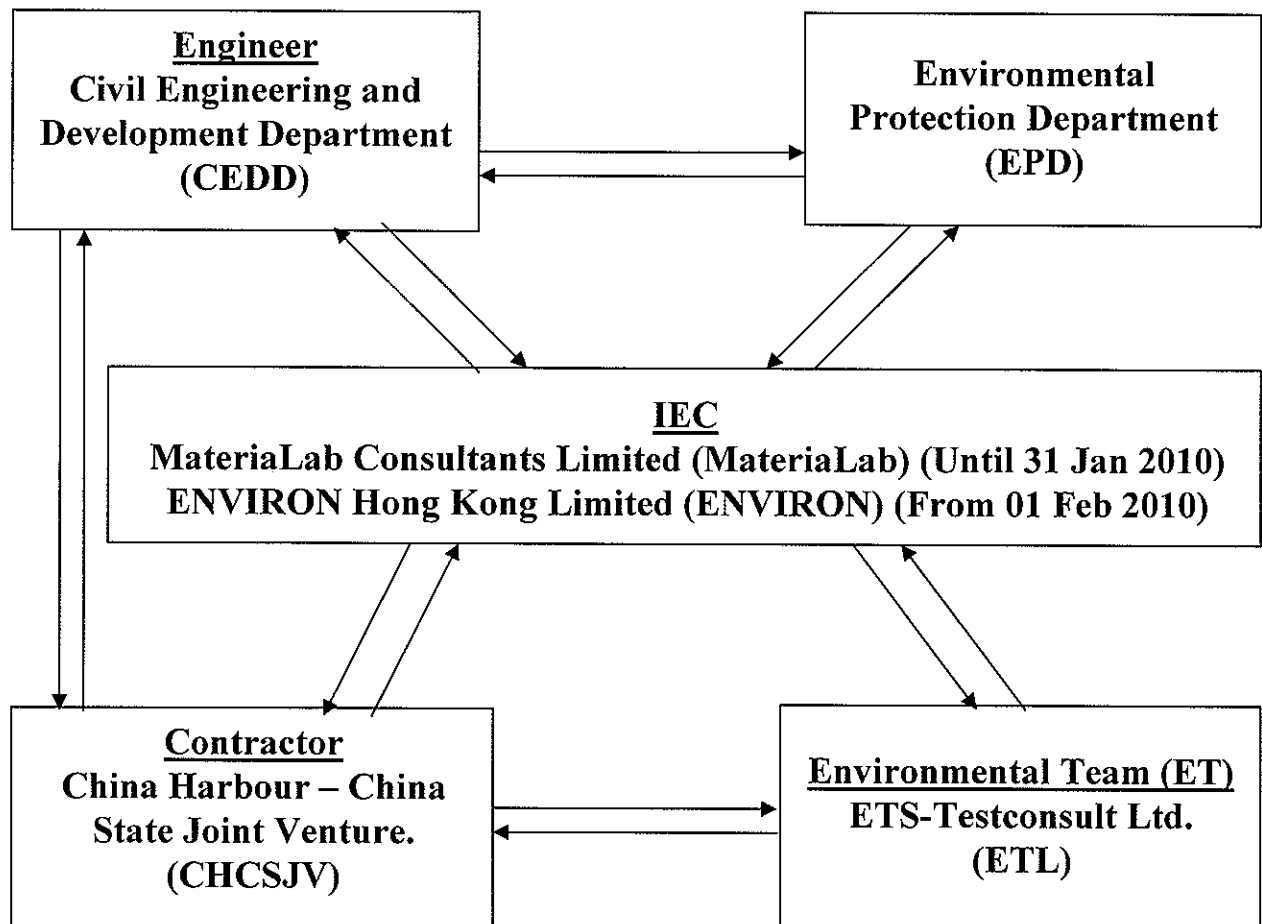 Engineer
Civil Engineering and
Development Department
(CEDD)
Environmental
Protection Department
(EPD)
IEC
MateriaLab Consultants Limited (MateriaLab) (Until 31 Jan 2010)
ENVIRON Hong Kong Limited (ENVIRON) (From 01 Feb 2010)
Contractor
China Harbour – China
State Joint Venture.
(CHCSJV)
Environmental Team (ET)
ETS-Testconsult Ltd.
(ETL)